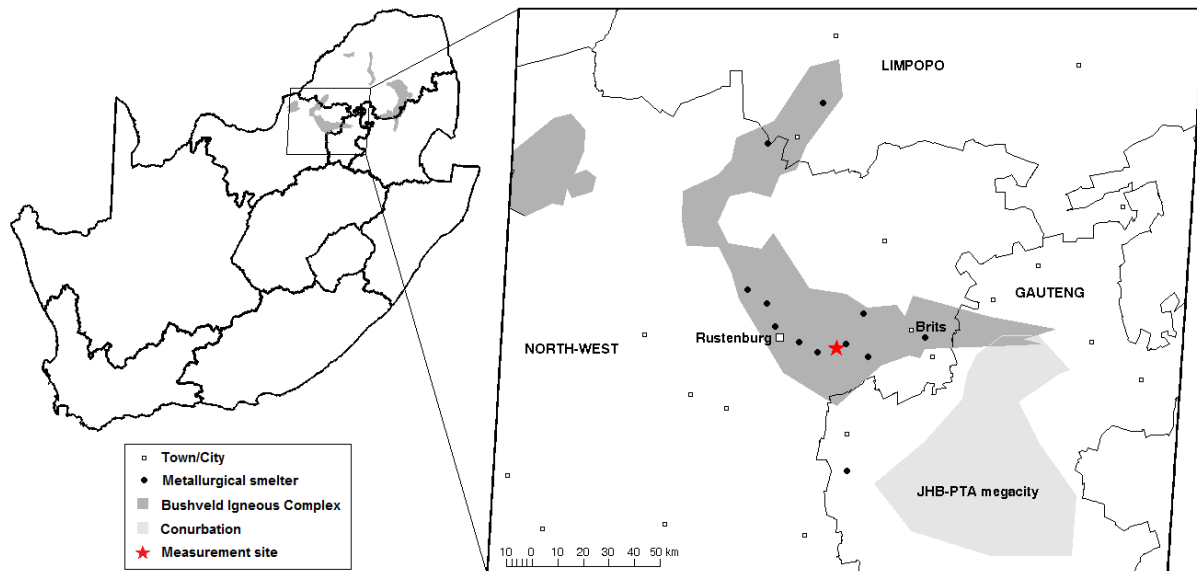 LIMPOPO
GAUTENG
Brits
Rustenburg
NORTH-WEST
JHB-PTA megacity
Town/City
Metallurgical smelter
Bushveld Igneous Complex
Conurbation
Measurement site
10 0 10 20 30 40 50 km